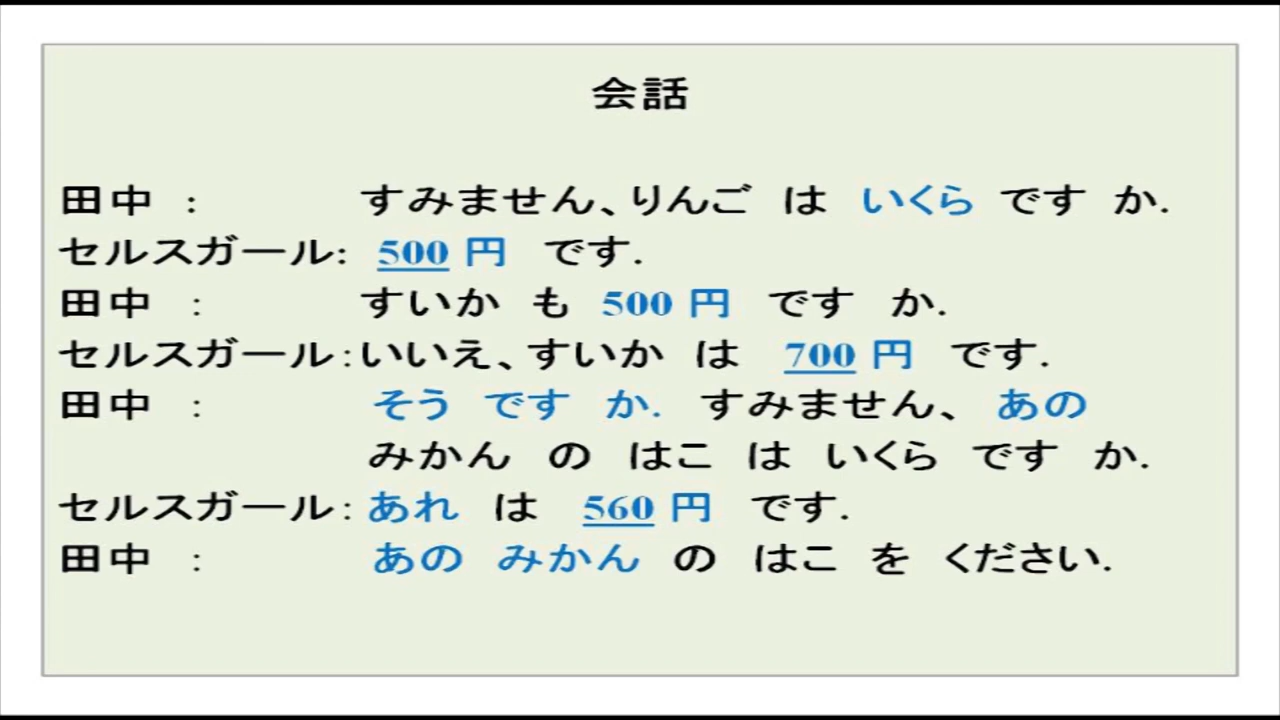 会話
田中 : すみません、りんご は いくら です か.
セルスガール: 500 円 です.
田中 : すいか も 500 円 です か.
セルスガール:いいえ、すいか は 700 円 です.
田中 : そう です か. すみません、 あの
みかん の はこ は いくら です か.
セルスガール: あれ は 560 円 です.
田中 : あの みかん の はこ を ください.